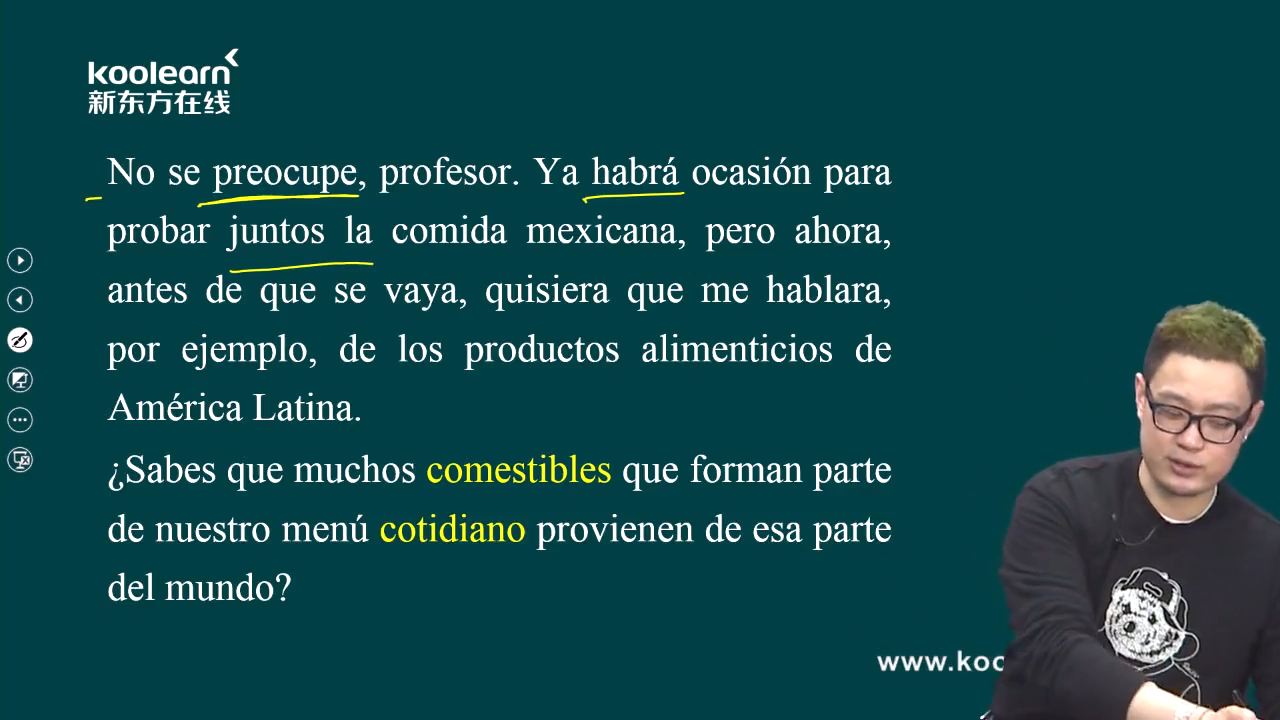 koolearn
新东方在线
No se preocupe, profesor. Ya habrá ocasión para
probar juntos la comida mexicana, pero ahora,
antes de que se vaya, quisiera que me hablara,
por ejemplo, de los productos alimenticios de
América Latina.
¿Sabes que muchos comestibles que forman parte
de nuestro menú cotidiano provienen de esa parte
del mundo?
www.koo